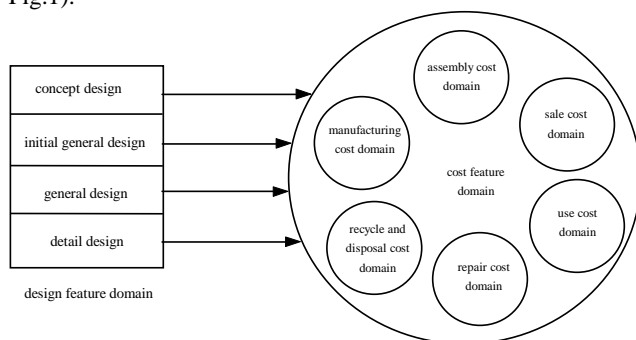 Fig.1).
concept design
initial general design
general design
detail design
design feature domain
assembly cost
domain
sale cost
domain
manufacturing
cost domain
cost feature
domain
use cost
domain
recycle and
disposal cost
domain
repair cost
domain